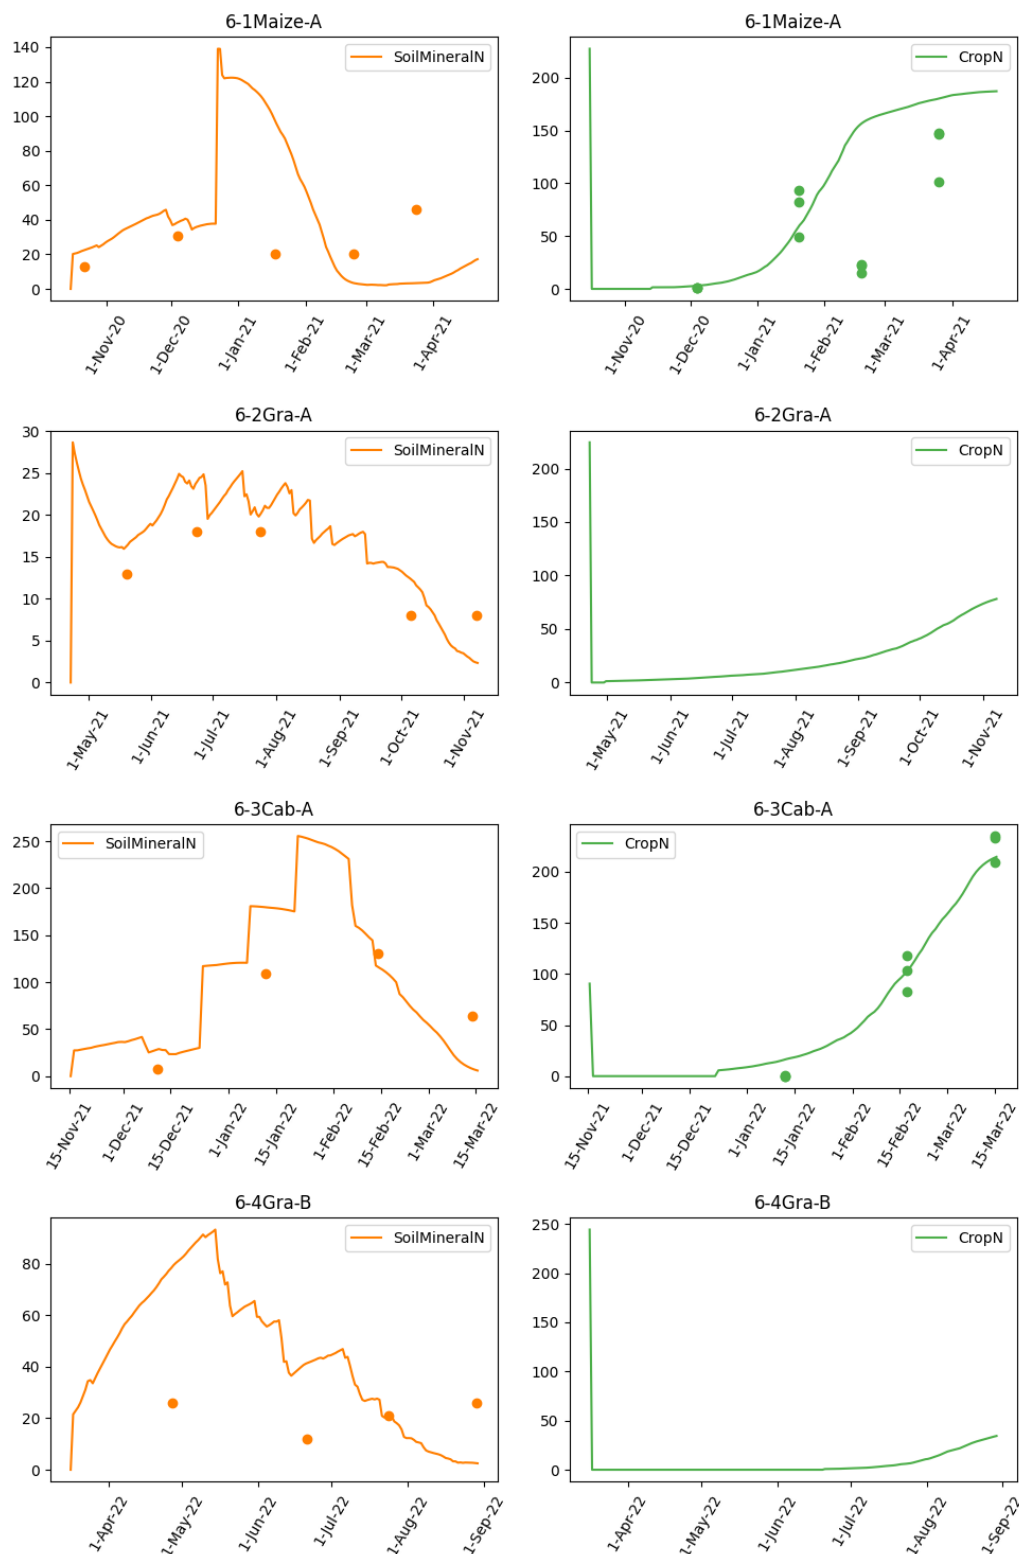 6-1Maize-A
SoilMineralN
140
120
100
80
60
40
20
0
1-Nov-20
1-Dec-20
1-Jan-21
1-Feb-21
1-Mar-21
1-Apr-21
6-1Maize-A
CropN
200
150
100
50
0
1-Nov-20
1-Dec-20
1-Jan-21
1-Feb-21
1-Mar-21
1-Apr-21
6-2Gra-A
SoilMineralN
30
25
20
15
10
5
0
1-May-21
1-Jun-21
1-Jul-21
1-Aug-21
1-Sep-21
1-Oct-21
1-Nov-21
6-2Gra-A
CropN
200
150
100
50
0
1-May-21
1-Jun-21
1-Jul-21
1-Aug-21
1-Sep-21
1-Oct-21
1-Nov-21
6-3Cab-A
SoilMineralN
250
200
150
100
50
0
15-Nov-21
1-Dec-21
15-Dec-21
1-Jan-22
15-Jan-22
1-Feb-22
15-Feb-22
1-Mar-22
15-Mar-22
6-3Cab-A
CropN
200
150
100
50
0
15-Nov-21
1-Dec-21
15-Dec-21
1-Jan-22
15-Jan-22
1-Feb-22
15-Feb-22
1-Mar-22
15-Mar-22
6-4Gra-B
SoilMineralN
80
60
40
20
0
1-Apr-22
1-May-22
1-Jun-22
1-Jul-22
1-Aug-22
1-Sep-22
6-4Gra-B
CropN
250
200
150
100
50
0
1-Apr-22
1-May-22
1-Jun-22
1-Jul-22
1-Aug-22
1-Sep-22